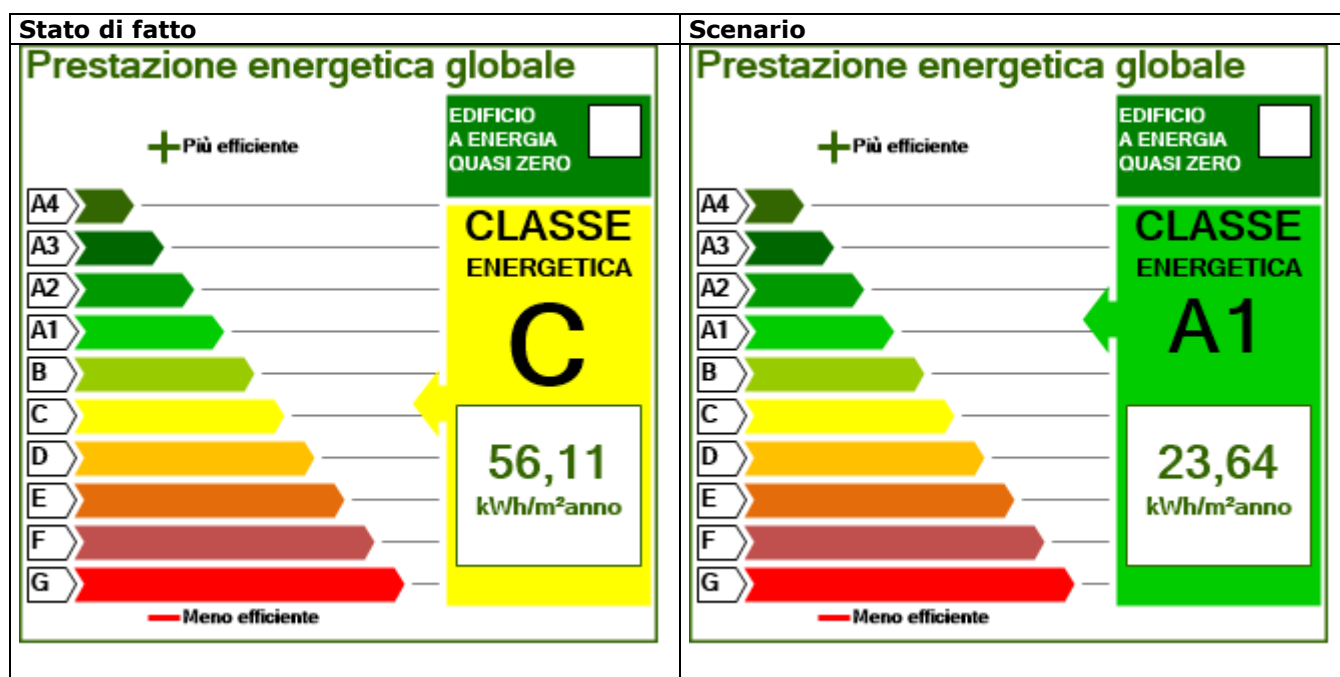 Stato di fatto
Prestazione energetica globale
EDIFICIO
A ENERGIA
QUASI ZERO
Più efficiente
A4
A3
A2
A1
B
C
D
E
F
G
CLASSE
ENERGETICA
C
56,11
kWh/m²anno
Meno efficiente
Scenario
Prestazione energetica globale
EDIFICIO
A ENERGIA
QUASI ZERO
Più efficiente
A4
A3
A2
A1
B
C
D
E
F
G
CLASSE
ENERGETICA
A1
23,64
kWh/m²anno
Meno efficiente